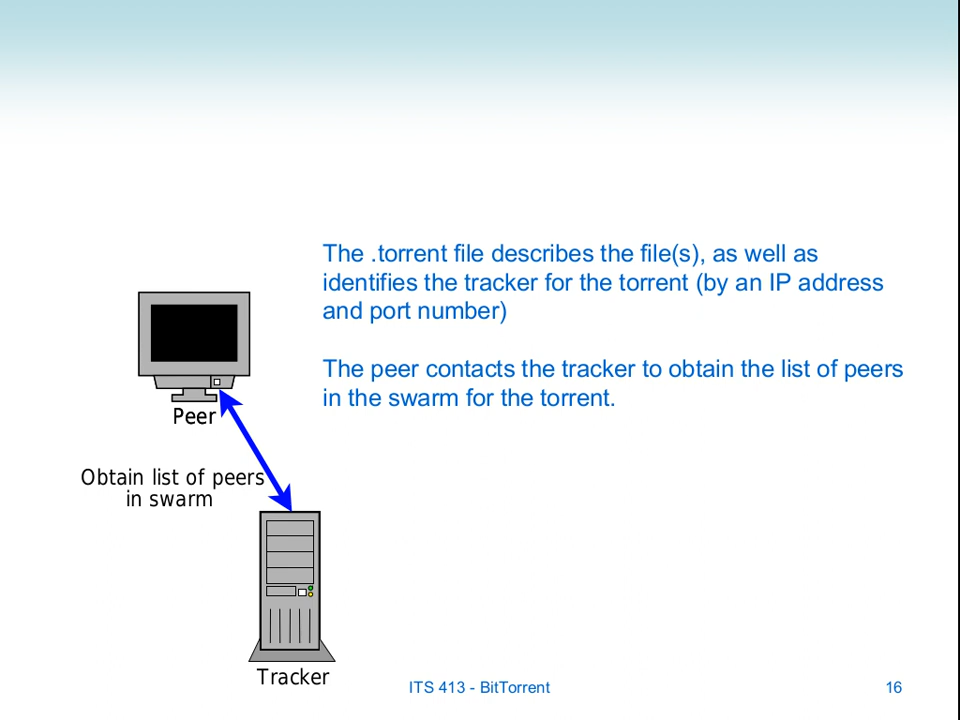 The .torrent file describes the file(s), as well as
identifies the tracker for the torrent (by an IP address
and port number)
The peer contacts the tracker to obtain the list of peers
in the swarm for the torrent.
Peer
Obtain list of peers
in swarm
Tracker
ITS 413 - BitTorrent
16